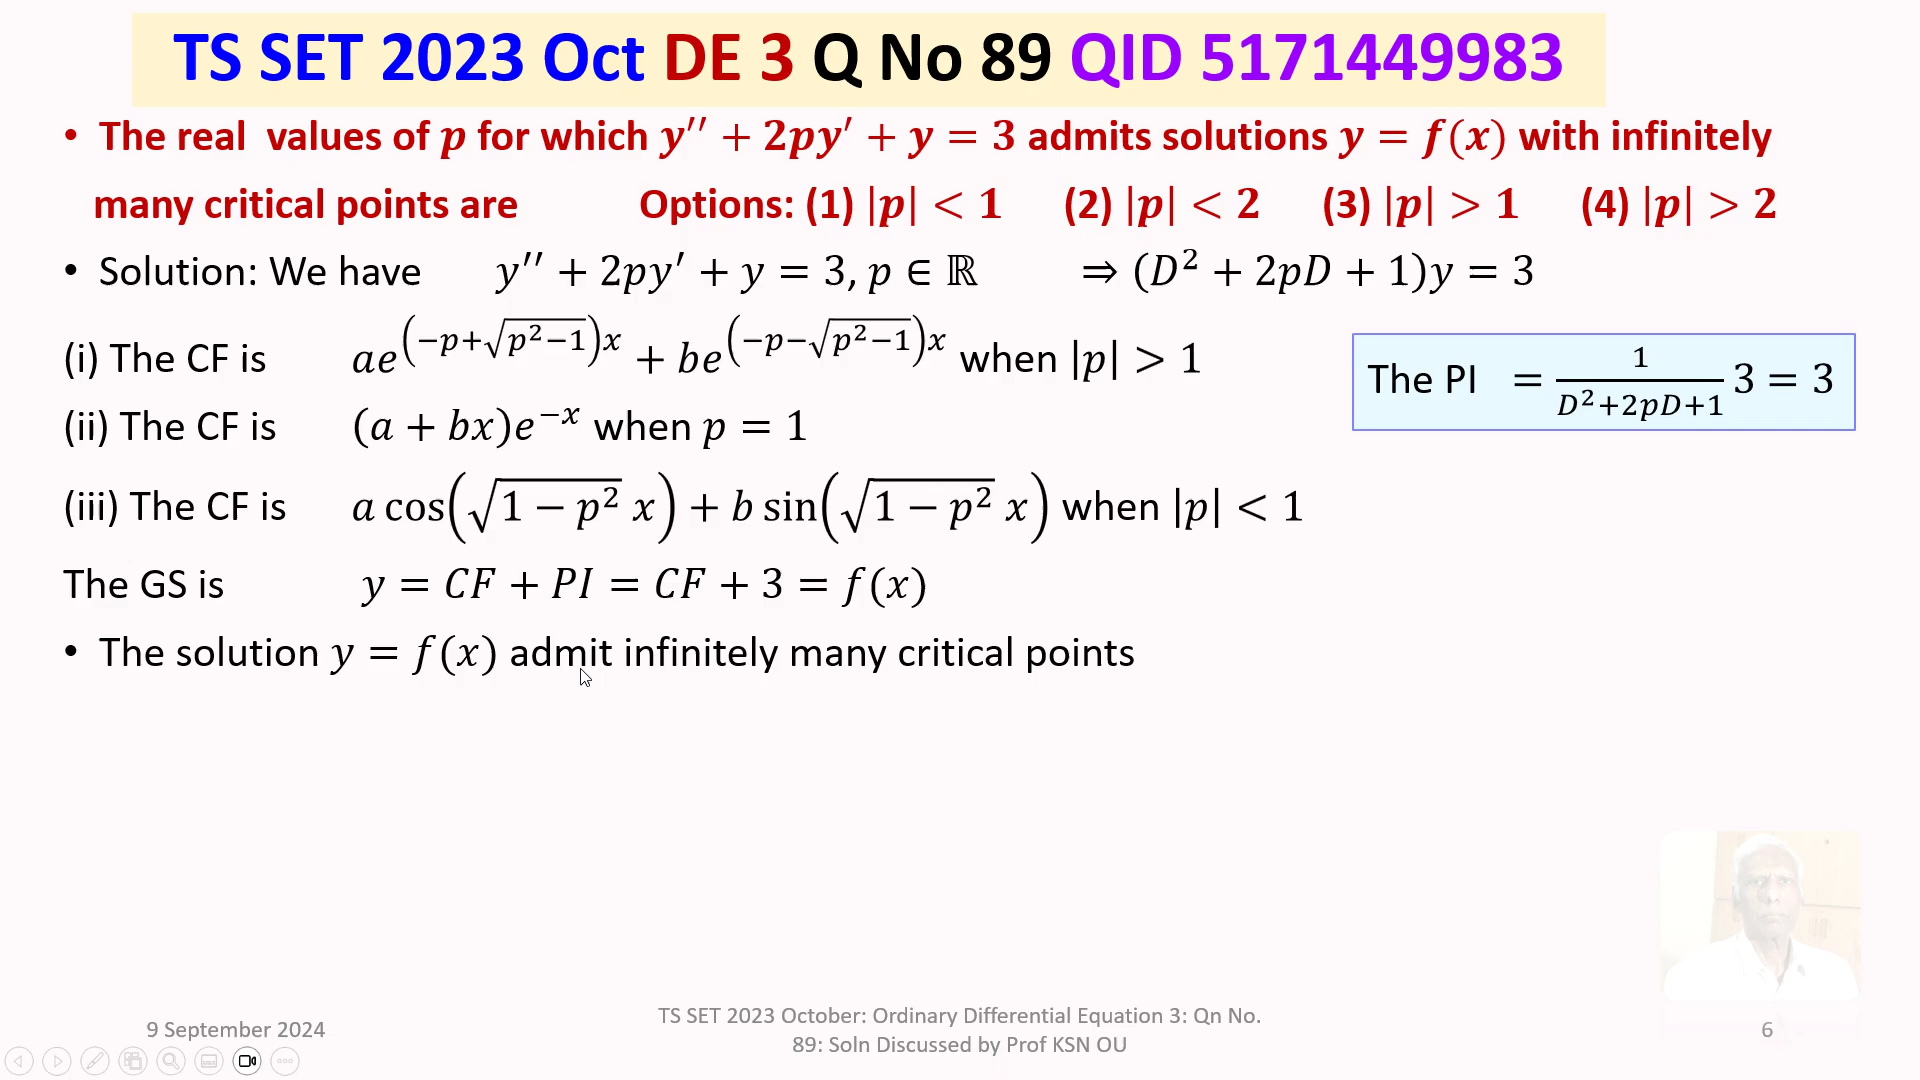 TS SET 2023 Oct DE 3 Q No 89 QID 5171449983
• The real values of p for which y′′ + 2py′ + y = 3 admits solutions y = f(x) with infinitely
many critical points are Options: (1) |p| < 1 (2) |p| < 2 (3) |p| > 1 (4) |p| > 2
• Solution: We have y′′ + 2py′ + y = 3, p ∈ ℝ ⇒ (D² + 2pD + 1)y = 3
(i) The CF is ae^(−p+√(p²−1))x + be^(−p−√(p²−1))x when |p| > 1
The PI = 1/(D²+2pD+1) 3 = 3
(ii) The CF is (a + bx)e^−x when p = 1
(iii) The CF is a cos(√(1 − p²) x) + b sin(√(1 − p²) x) when |p| < 1
The GS is y = CF + PI = CF + 3 = f(x)
• The solution y = f(x) admit infinitely many critical points
9 September 2024
TS SET 2023 October: Ordinary Differential Equation 3: Qn No.
89: Soln Discussed by Prof KSN OU
6